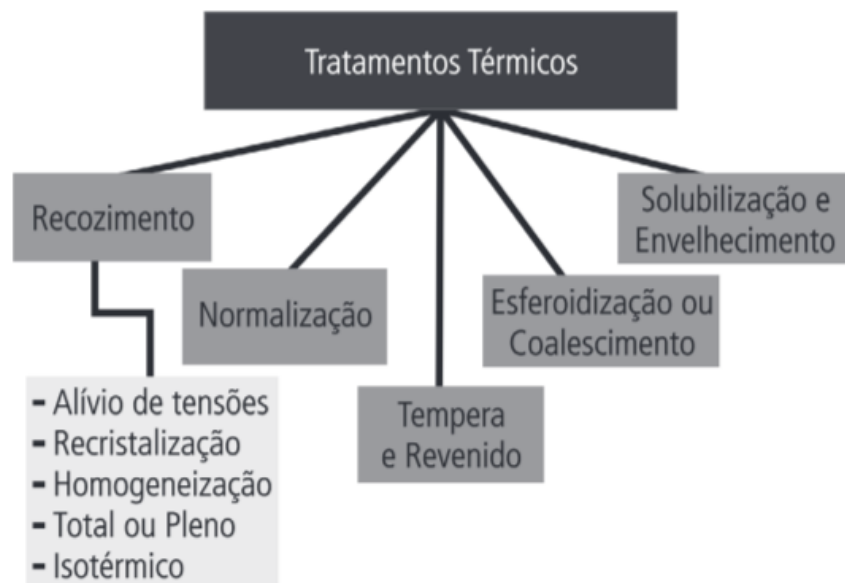 Tratamentos Térmicos
Recozimento
- Alívio de tensões
- Recristalização
- Homogeneização
- Total ou Pleno
- Isotérmico
Normalização
Tempera
e Revenido
Esferoidização ou
Coalescimento
Solubilização e
Envelhecimento